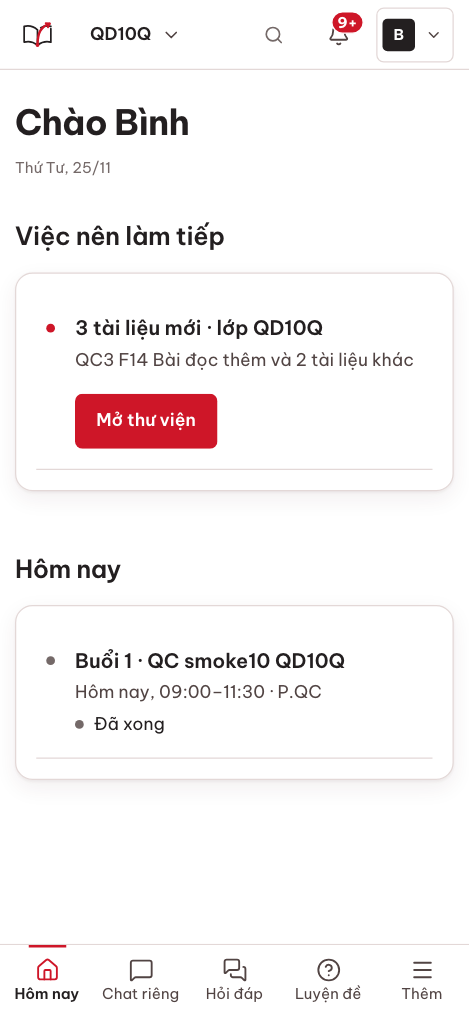 QD10Q
9+
B
Chào Bình
Thứ Tư, 25/11
Việc nên làm tiếp
3 tài liệu mới · lớp QD10Q
QC3 F14 Bài đọc thêm và 2 tài liệu khác
Mở thư viện
Hôm nay
Buổi 1 · QC smoke10 QD10Q
Hôm nay, 09:00–11:30 · P.QC
Đã xong
Hôm nay
Chat riêng
Hỏi đáp
Luyện đề
Thêm